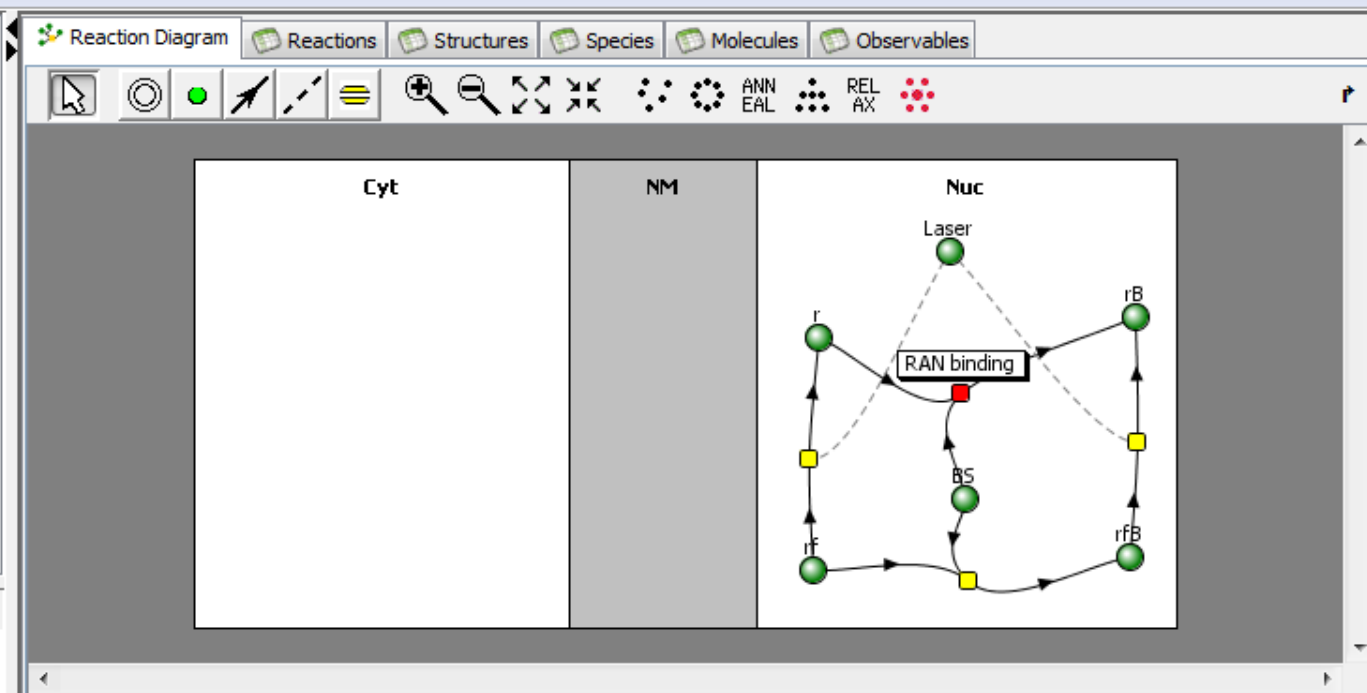 Reaction Diagram Reactions Structures Species Molecules Observables
ANN EAL REL AX
Cyt NM Nuc
Laser
rB
r
RAN binding
BS
rfB
rf